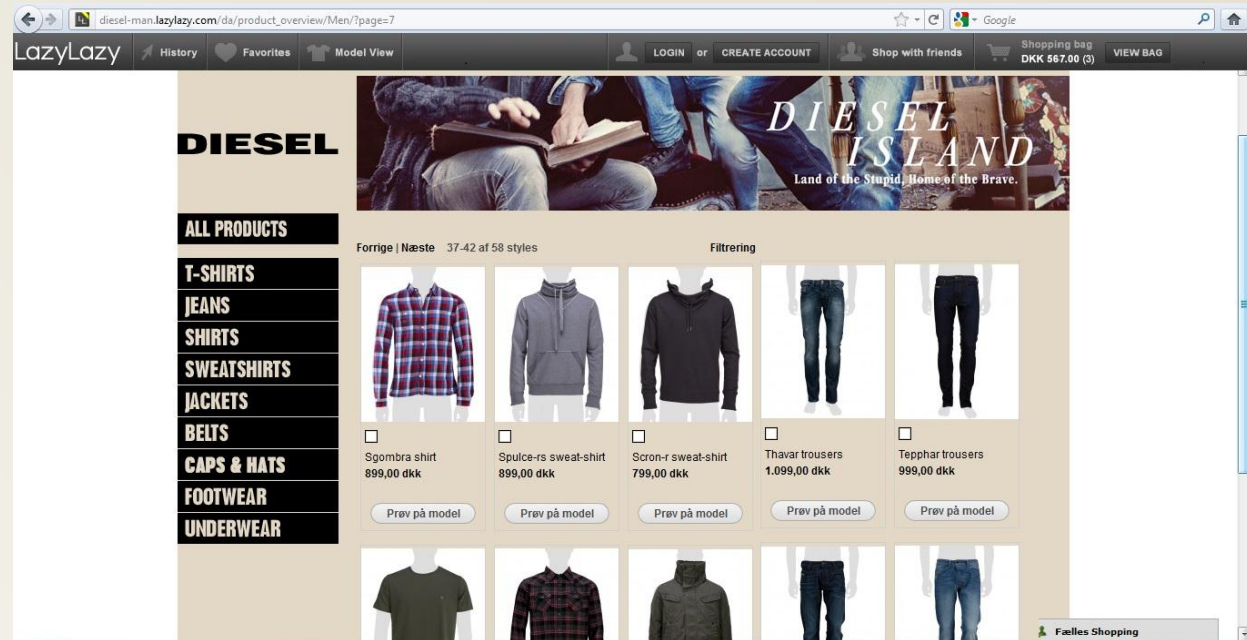 diesel-man.lazylazy.com/da/product_overview/Men/?page=7
Google
LazyLazy
History
Favorites
Model View
LOGIN or CREATE ACCOUNT
Shop with friends
Shopping bag
DKK 567.00 (3)
VIEW BAG
DIESEL
DIESEL
ISLAND
Land of the Stupid, Home of the Brave.
ALL PRODUCTS
T-SHIRTS
JEANS
SHIRTS
SWEATSHIRTS
JACKETS
BELTS
CAPS & HATS
FOOTWEAR
UNDERWEAR
Forrige | Næste 37-42 af 58 styles
Filtrering
Sgombra shirt
899,00 dkk
Prøv på model
Spulce-rs sweat-shirt
899,00 dkk
Prøv på model
Scron-r sweat-shirt
799,00 dkk
Prøv på model
Thavar trousers
1.099,00 dkk
Prøv på model
Tepphar trousers
999,00 dkk
Prøv på model
Fælles Shopping